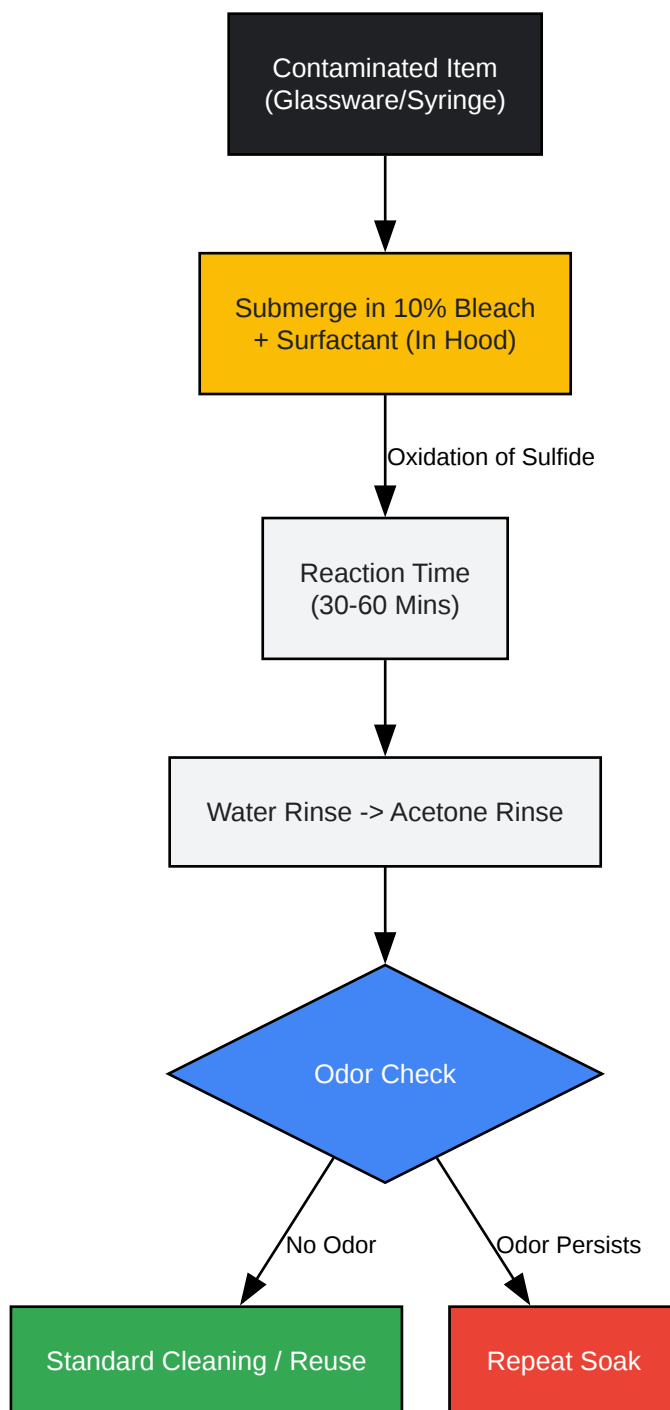 Contaminated Item
(Glassware/Syringe)
Submerge in 10% Bleach
+ Surfactant (In Hood)
Oxidation of Sulfide
Reaction Time
(30-60 Mins)
Water Rinse -> Acetone Rinse
Odor Check
No Odor
Odor Persists
Standard Cleaning / Reuse
Repeat Soak